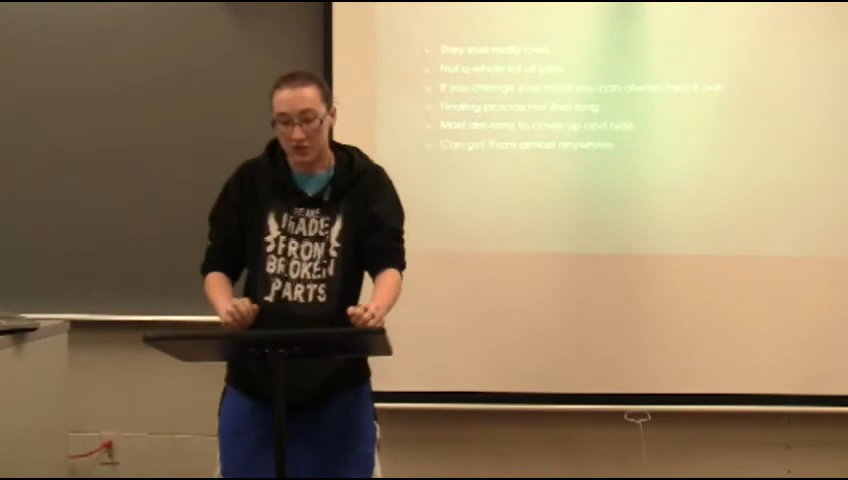 They look really cool!
Not a whole lot of pain
If you change your mind you can always take it out
Healing process not that long
Most are easy to cover up and hide
Can get them almost anywhere
WE ARE
MADE
FROM
BROKEN
PARTS